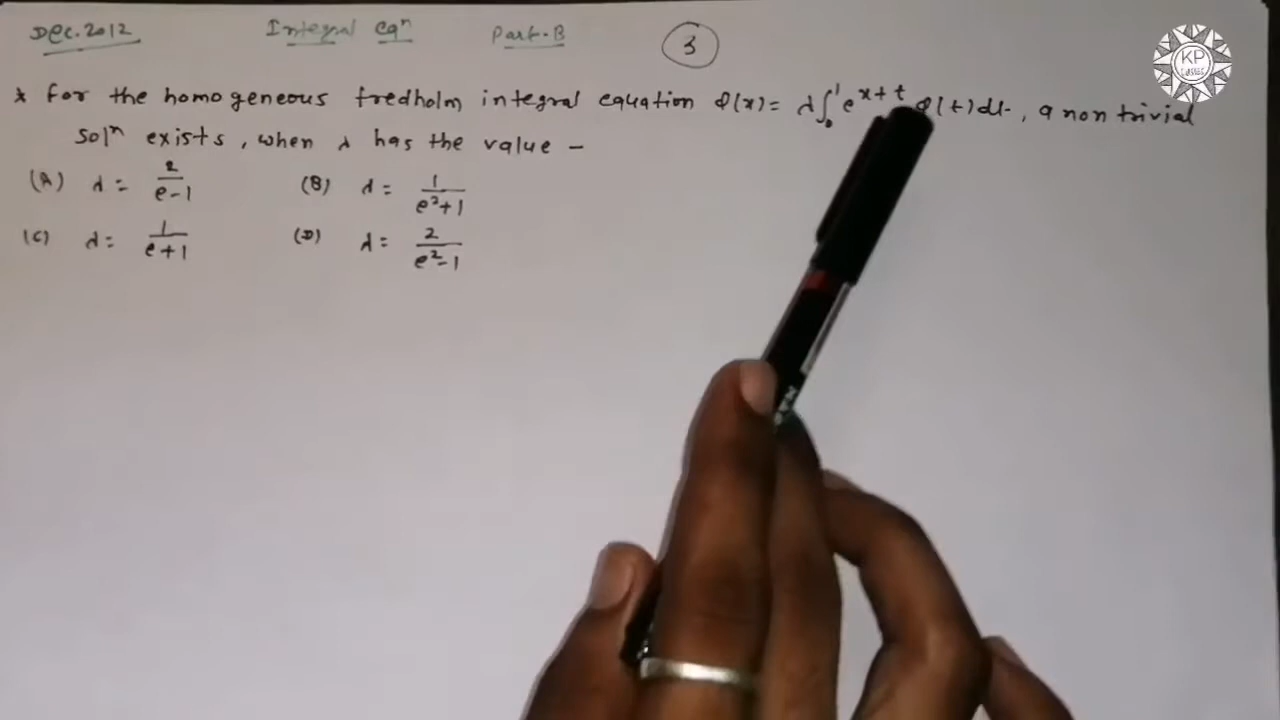 Dec. 2012 Integral eqⁿ Part-B 3
* for the homogeneous fredholm integral equation φ(x) = λ∫₀¹ e^(x+t) φ(t)dt, a non trivial
solⁿ exists, when λ has the value –
(A) λ = 2/(e-1) (B) λ = 1/(e²+1)
(C) λ = 1/(e+1) (D) λ = 2/(e²-1)
KP